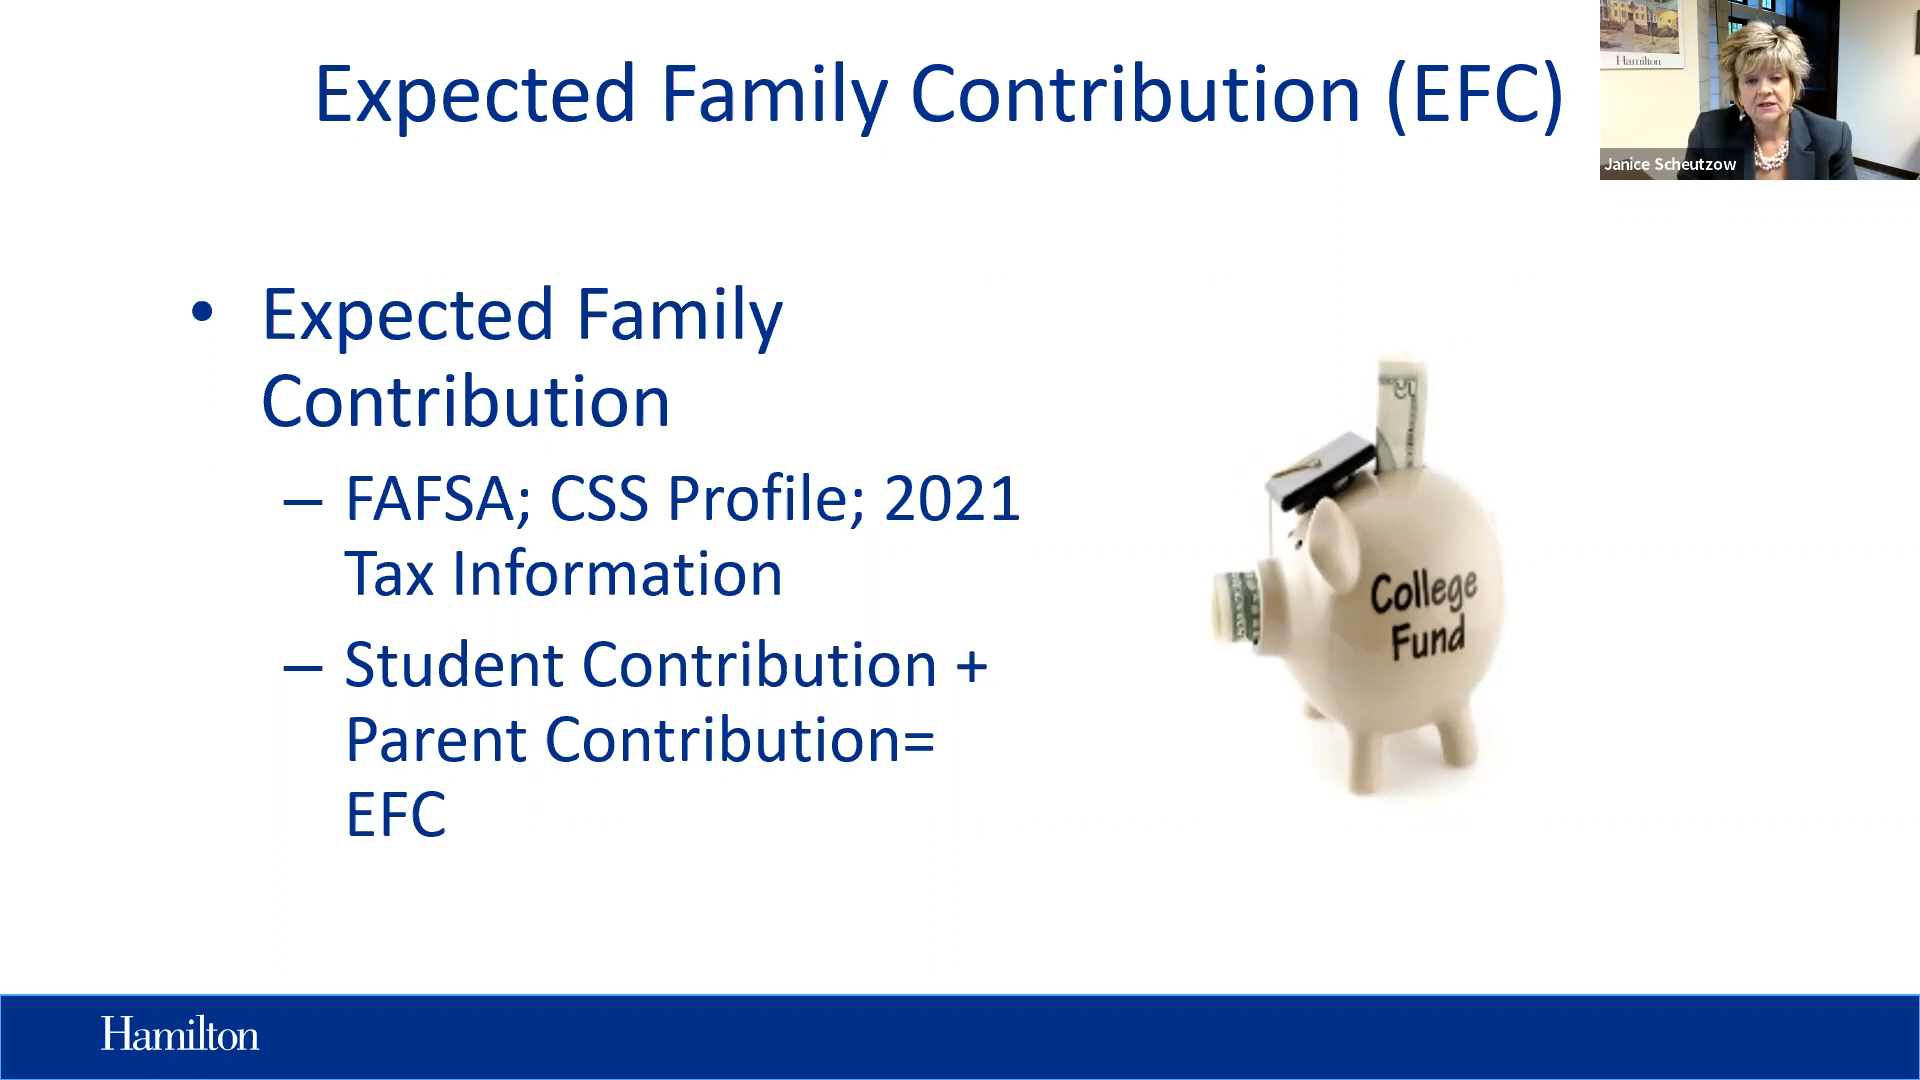 Expected Family Contribution (EFC)
Hamilton
Janice Scheutzow
• Expected Family
Contribution
– FAFSA; CSS Profile; 2021
Tax Information
– Student Contribution +
Parent Contribution=
EFC
College
Fund
Hamilton